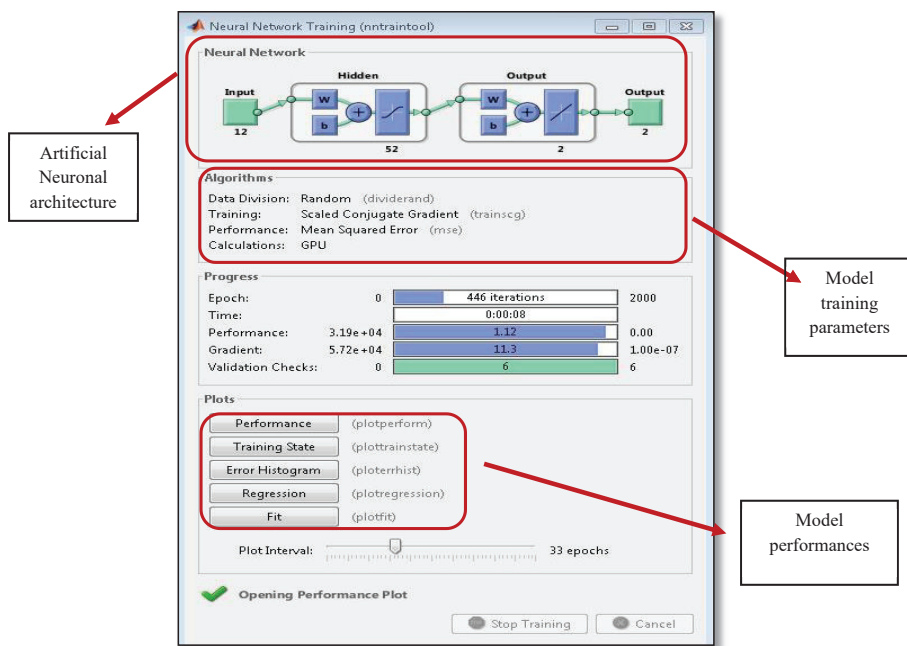 Neural Network Training (nntraintool)
Neural Network
Hidden
Output
Input
Output
W
b
W
b
12
52
2
2
Artificial
Neuronal
architecture
Algorithms
Data Division: Random (dividerand)
Training: Scaled Conjugate Gradient (trainscg)
Performance: Mean Squared Error (mse)
Calculations: GPU
Model
training
parameters
Progress
Epoch: 0 446 iterations 2000
Time: 0:00:08
Performance: 3.19e+04 1.12 0.00
Gradient: 5.72e+04 11.3 1.00e-07
Validation Checks: 0 6 6
Plots
Performance (plotperform)
Training State (plottrainstate)
Error Histogram (ploterrhist)
Regression (plotregression)
Fit (plotfit)
Model
performances
Plot Interval: 33 epochs
Opening Performance Plot
Stop Training Cancel